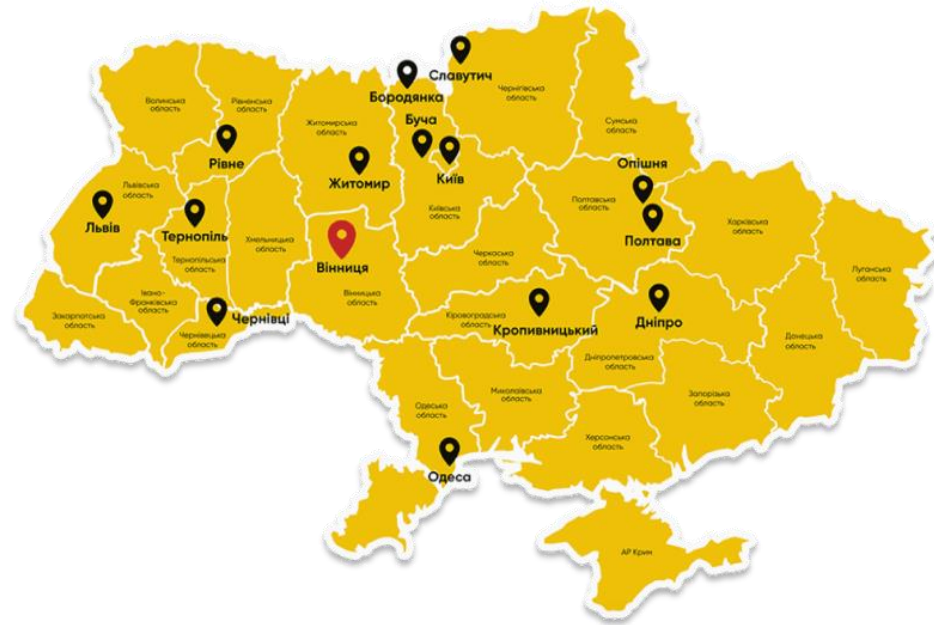 Славутич
Бородянка
Чернігівська
область
Волинська
область
Рівненська
область
Буча
Житомирська
область
Сумська
область
Рівне
Житомир
Київ
Опішня
Львівська
область
Київська
область
Полтавська
область
Харківська
область
Львів
Тернопіль
Полтава
Хмельницька
область
Тернопільська
область
Вінниця
Черкаська
область
Луганська
область
Івано-
Франківська
область
Вінницька
область
Закарпатська
область
Чернівці
Кіровоградська
область
Кропивницький
Дніпро
Чернівецька
область
Донецька
область
Дніпропетровська
область
Миколаївська
область
Запорізька
область
Одеська
область
Херсонська
область
Одеса
АР Крим